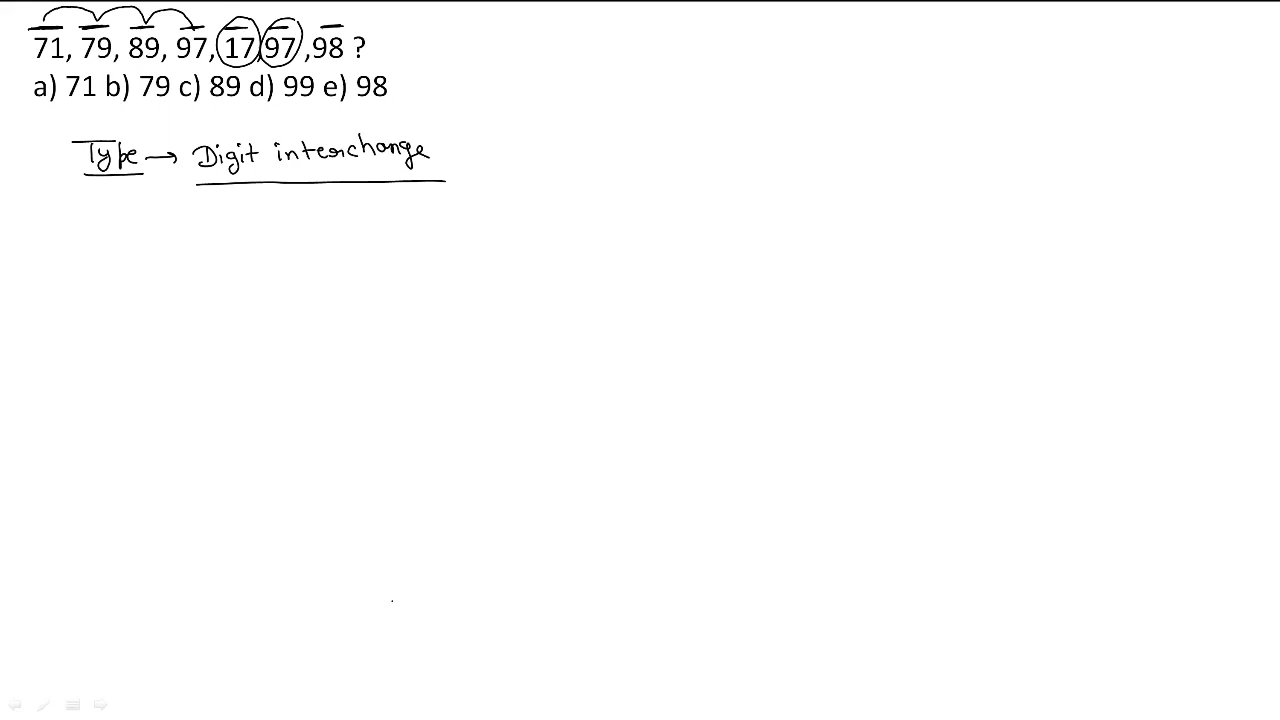 71, 79, 89, 97, 17, 97 ,98 ?
a) 71 b) 79 c) 89 d) 99 e) 98
Type → Digit interchange